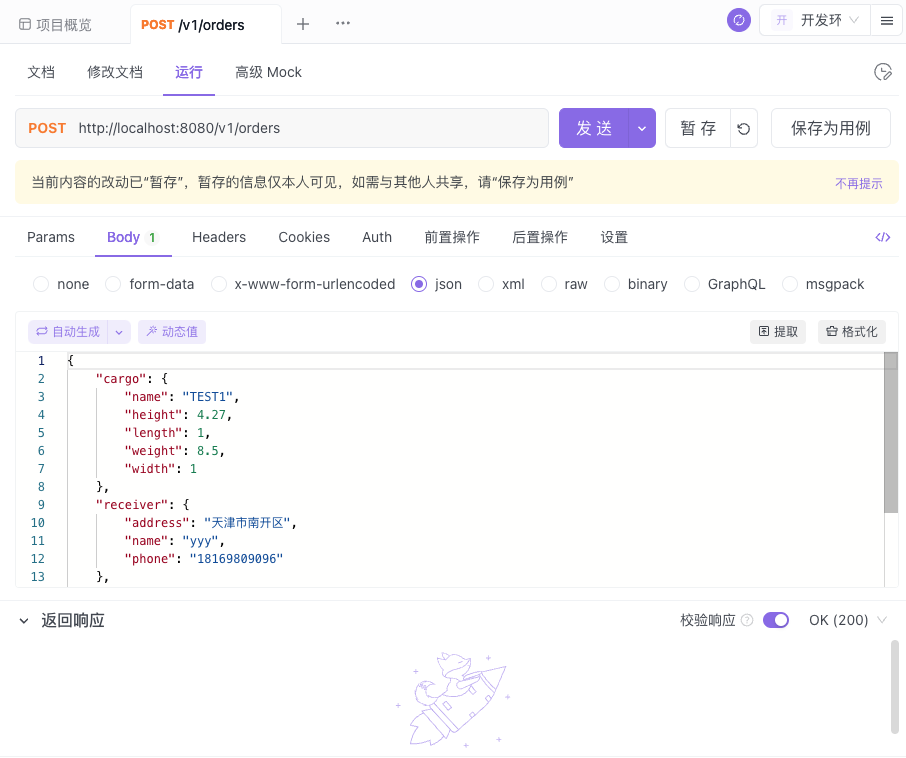 项目概览 POST /v1/orders 开 开发环
文档 修改文档 运行 高级 Mock
POST http://localhost:8080/v1/orders 发 送 暂 存 保存为用例
当前内容的改动已“暂存”，暂存的信息仅本人可见，如需与其他人共享，请“保存为用例” 不再提示
Params Body 1 Headers Cookies Auth 前置操作 后置操作 设置
none form-data x-www-form-urlencoded json xml raw binary GraphQL msgpack
自动生成 动态值 提取 格式化
1 {
2 "cargo": {
3 "name": "TEST1",
4 "height": 4.27,
5 "length": 1,
6 "weight": 8.5,
7 "width": 1
8 },
9 "receiver": {
10 "address": "天津市南开区",
11 "name": "yyy",
12 "phone": "18169809096"
13 },
返回响应 校验响应 OK (200)